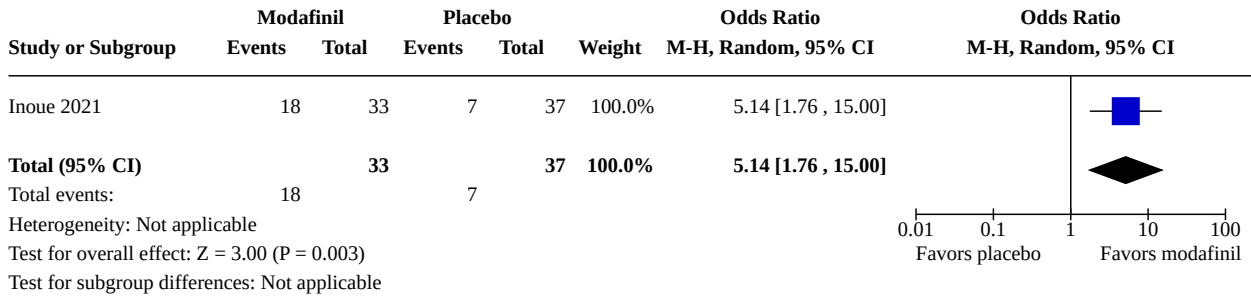 Modafinil Placebo Odds Ratio Odds Ratio
Study or Subgroup Events Total Events Total Weight M-H, Random, 95% CI M-H, Random, 95% CI
Inoue 2021 18 33 7 37 100.0% 5.14 [1.76 , 15.00]
Total (95% CI) 33 37 100.0% 5.14 [1.76 , 15.00]
Total events: 18 7
Heterogeneity: Not applicable
0.01 0.1 1 10 100
Test for overall effect: Z = 3.00 (P = 0.003) Favors placebo Favors modafinil
Test for subgroup differences: Not applicable